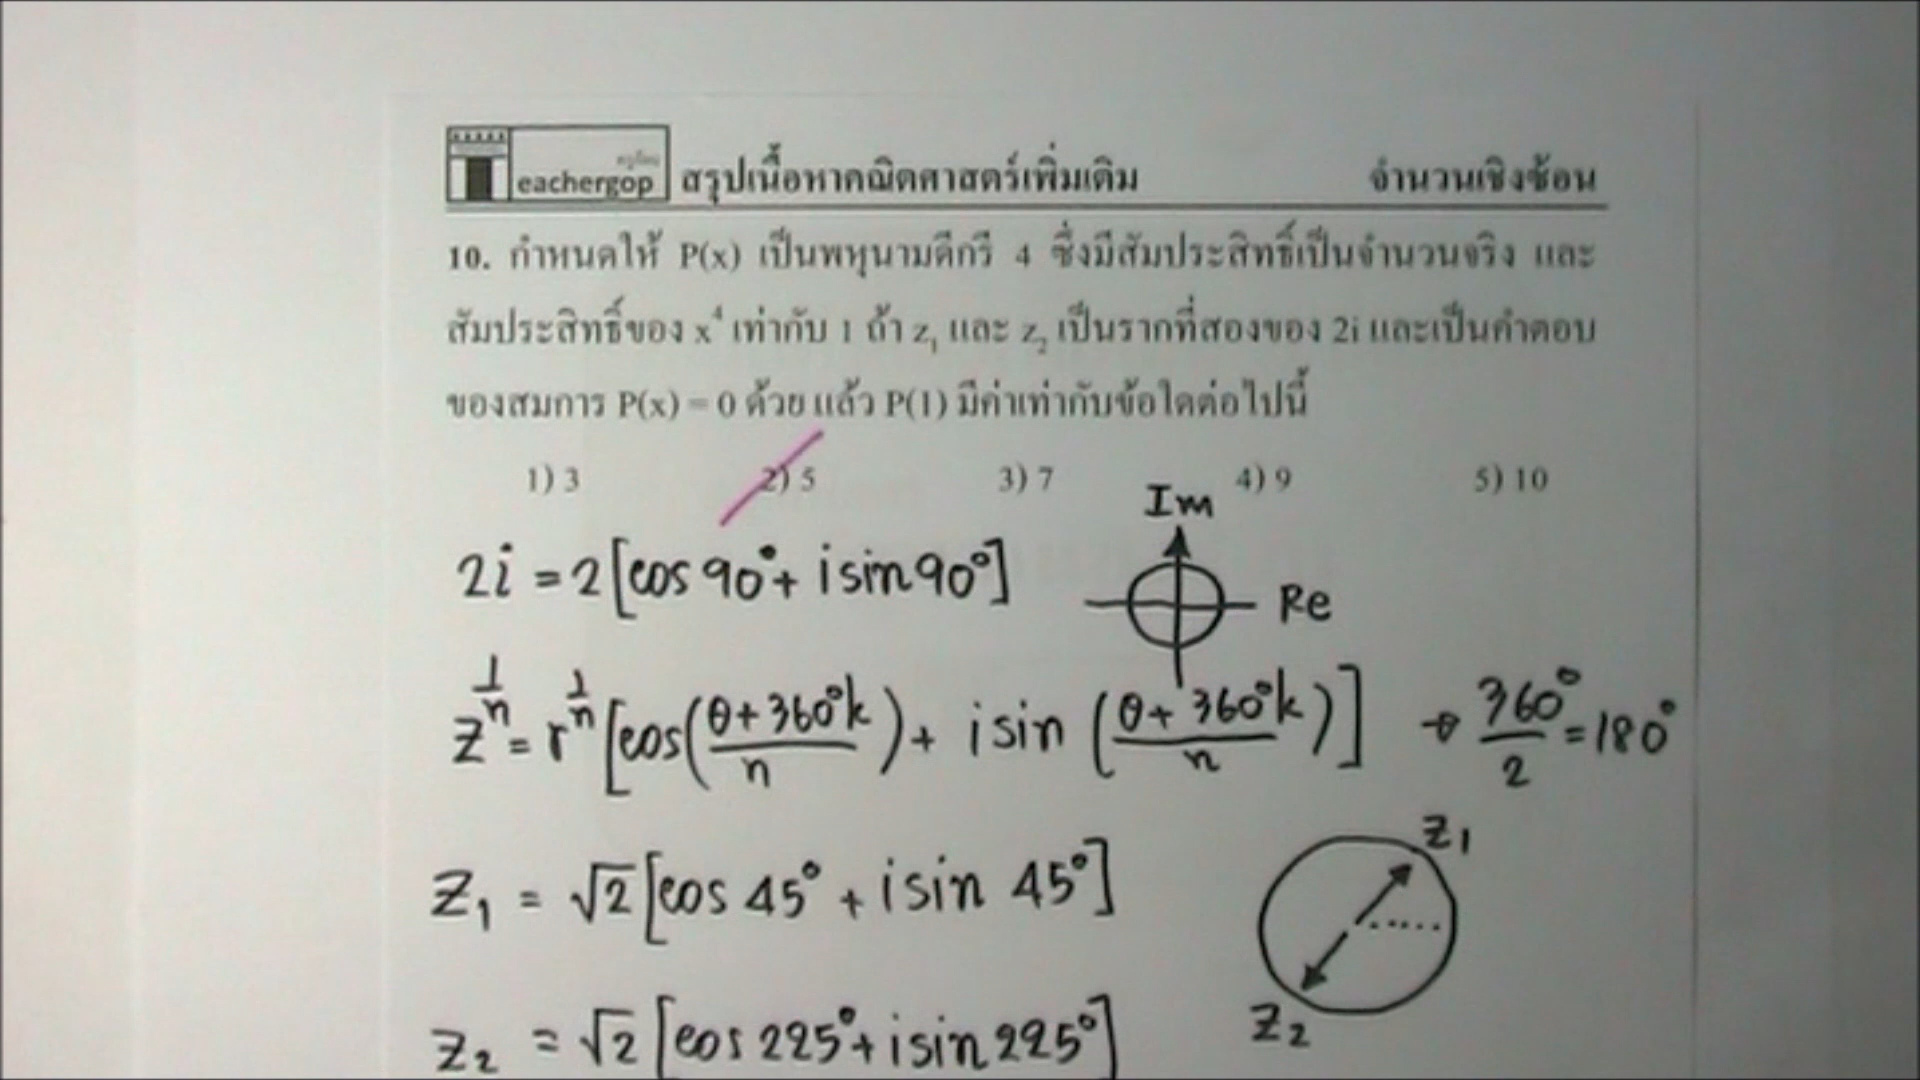 ครูก๊อบ
eachergop สรุปเนื้อหาคณิตศาสตร์เพิ่มเติม จำนวนเชิงซ้อน
10. กำหนดให้ P(x) เป็นพหุนามดีกรี 4 ซึ่งมีสัมประสิทธิ์เป็นจำนวนจริง และ
สัมประสิทธิ์ของ x⁴ เท่ากับ 1 ถ้า z₁ และ z₂ เป็นรากที่สองของ 2i และเป็นคำตอบ
ของสมการ P(x) = 0 ด้วย แล้ว P(1) มีค่าเท่ากับข้อใดต่อไปนี้
1) 3 2) 5 3) 7 4) 9 5) 10
Im
2i = 2[cos 90° + i sin 90°] Re
z^(1/n) = r^(1/n) [cos((θ + 360°k)/n) + i sin((θ + 360°k)/n)] → 360°/2 = 180°
z₁
z₁ = √2 [cos 45° + i sin 45°]
z₂
z₂ = √2 [cos 225° + i sin 225°]